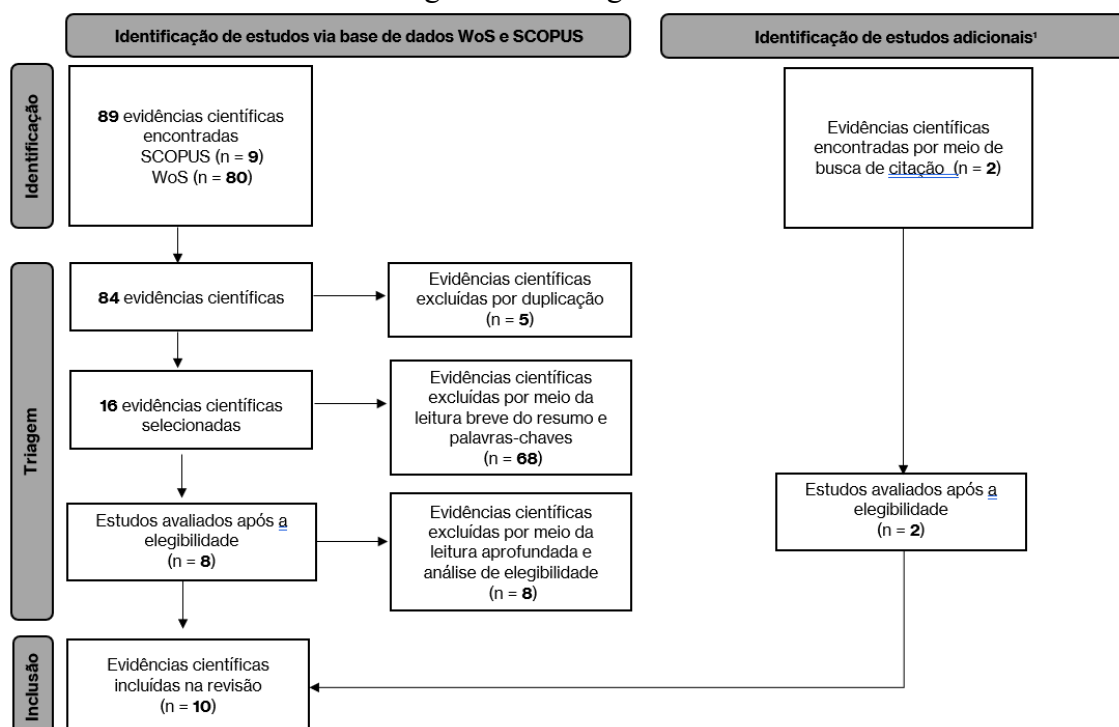 Identificação de estudos via base de dados WoS e SCOPUS
Identificação de estudos adicionais¹
Identificação
89 evidências científicas
encontradas
SCOPUS (n = 9)
WoS (n = 80)
Evidências científicas
encontradas por meio de
busca de citação (n = 2)
Triagem
84 evidências científicas
Evidências científicas
excluídas por duplicação
(n = 5)
16 evidências científicas
selecionadas
Evidências científicas
excluídas por meio da
leitura breve do resumo e
palavras-chaves
(n = 68)
Estudos avaliados após a
elegibilidade
(n = 8)
Evidências científicas
excluídas por meio da
leitura aprofundada e
análise de elegibilidade
(n = 8)
Estudos avaliados após a
elegibilidade
(n = 2)
Inclusão
Evidências científicas
incluídas na revisão
(n = 10)